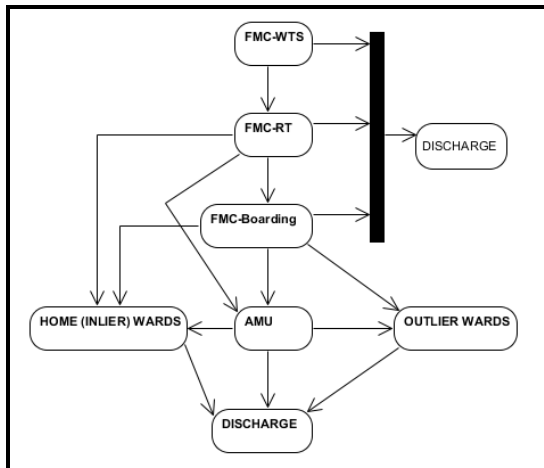 FMC-WTS
FMC-RT
DISCHARGE
FMC-Boarding
HOME (INLIER) WARDS
AMU
OUTLIER WARDS
DISCHARGE